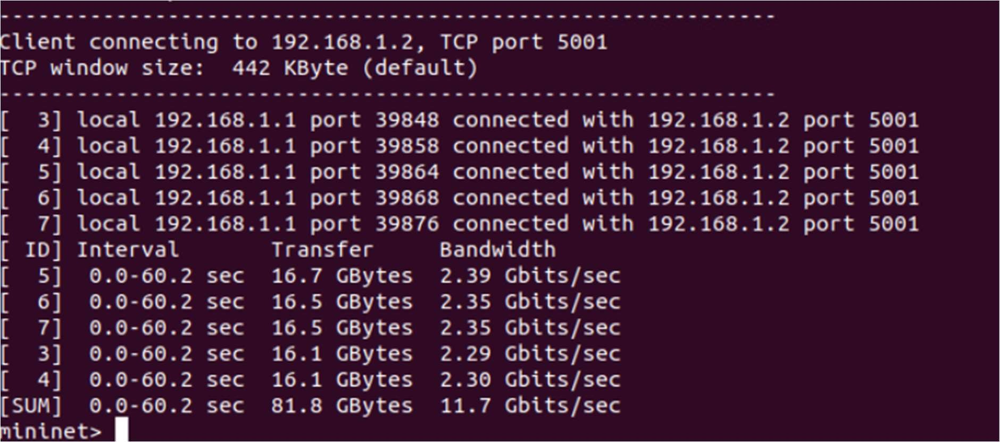 ------------------------------------------------------------
Client connecting to 192.168.1.2, TCP port 5001
TCP window size:  442 KByte (default)
------------------------------------------------------------
[  3] local 192.168.1.1 port 39848 connected with 192.168.1.2 port 5001
[  4] local 192.168.1.1 port 39858 connected with 192.168.1.2 port 5001
[  5] local 192.168.1.1 port 39864 connected with 192.168.1.2 port 5001
[  6] local 192.168.1.1 port 39868 connected with 192.168.1.2 port 5001
[  7] local 192.168.1.1 port 39876 connected with 192.168.1.2 port 5001
[ ID] Interval       Transfer     Bandwidth
[  5]  0.0-60.2 sec  16.7 GBytes  2.39 Gbits/sec
[  6]  0.0-60.2 sec  16.5 GBytes  2.35 Gbits/sec
[  7]  0.0-60.2 sec  16.5 GBytes  2.35 Gbits/sec
[  3]  0.0-60.2 sec  16.1 GBytes  2.29 Gbits/sec
[  4]  0.0-60.2 sec  16.1 GBytes  2.30 Gbits/sec
[SUM]  0.0-60.2 sec  81.8 GBytes  11.7 Gbits/sec
mininet>